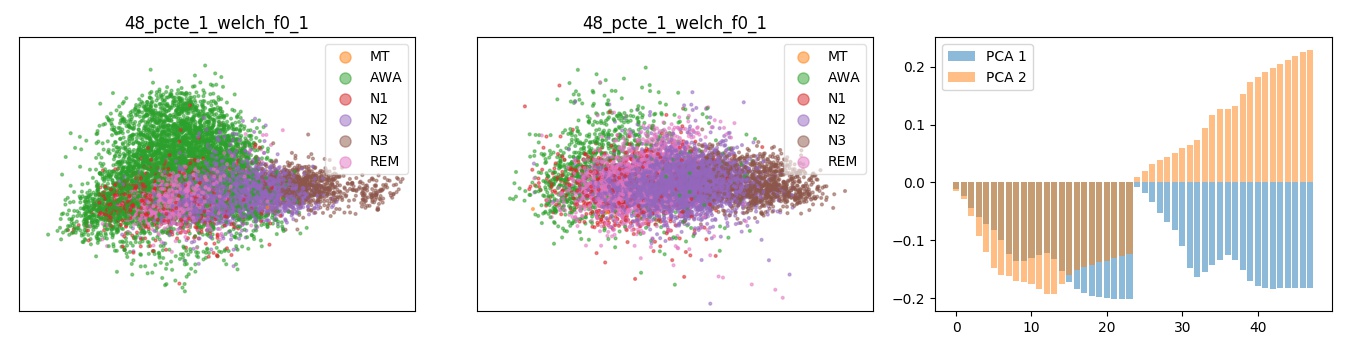 48_pcte_1_welch_f0_1
MT
AWA
N1
N2
N3
REM
48_pcte_1_welch_f0_1
MT
AWA
N1
N2
N3
REM
PCA 1
PCA 2
0.2
0.1
0.0
−0.1
−0.2
0 10 20 30 40